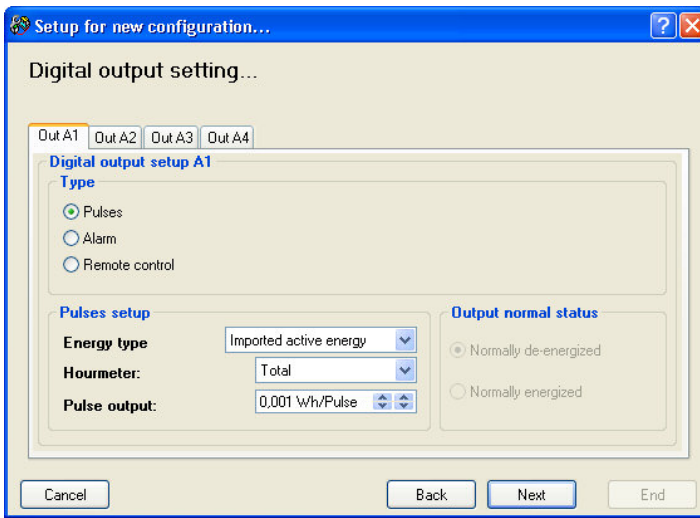 Setup for new configuration...
Digital output setting...
Out A1 Out A2 Out A3 Out A4
Digital output setup A1
Type
Pulses
Alarm
Remote control
Pulses setup
Energy type Imported active energy
Hourmeter: Total
Pulse output: 0,001 Wh/Pulse
Output normal status
Normally de-energized
Normally energized
Cancel Back Next End